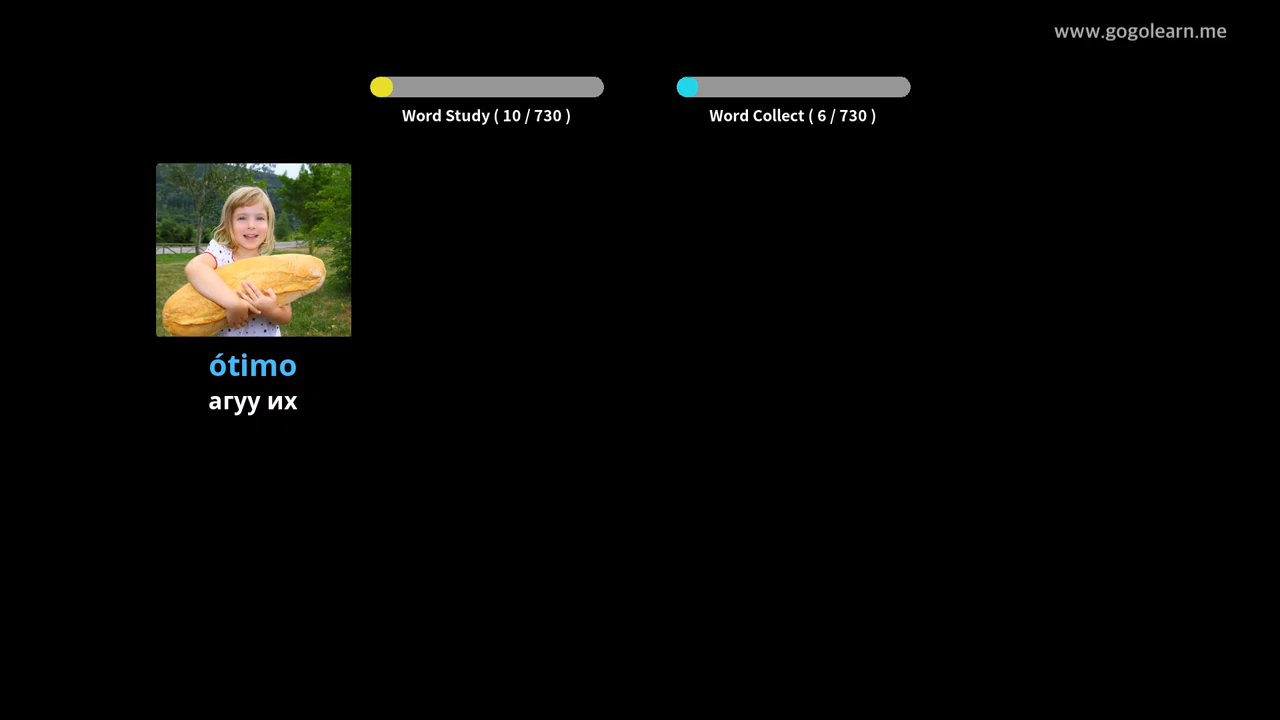 www.gogolearn.me
Word Study ( 10 / 730 )
Word Collect ( 6 / 730 )
ótimo
агуу их